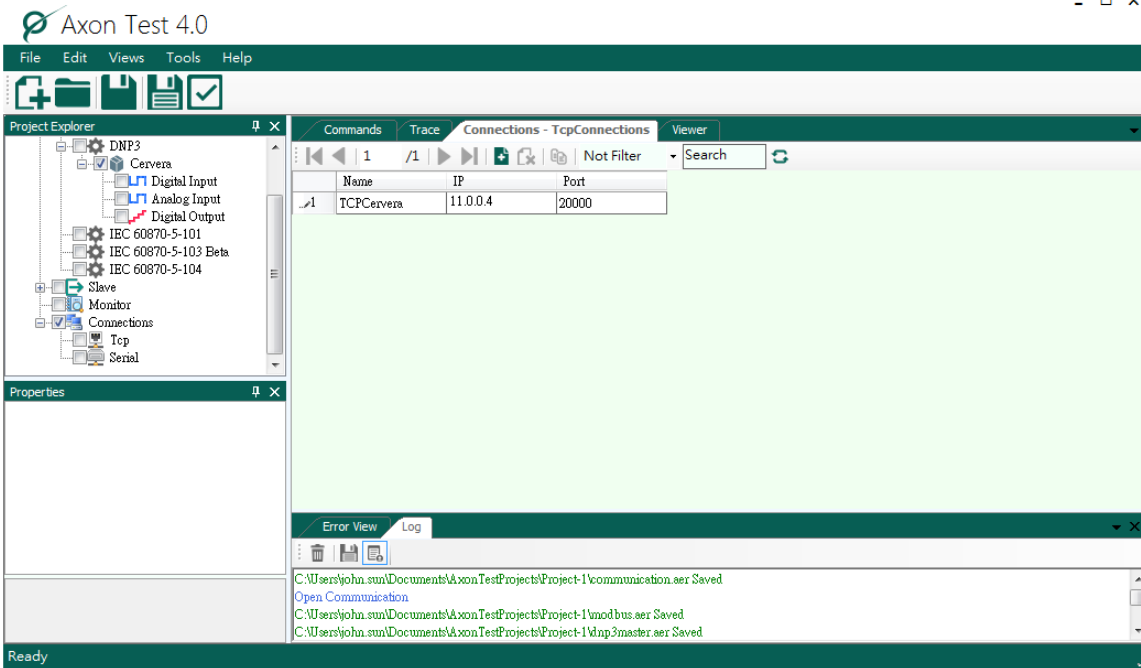 Axon Test 4.0
File Edit Views Tools Help
Project Explorer
DNP3
Cervera
Digital Input
Analog Input
Digital Output
IEC 60870-5-101
IEC 60870-5-103 Beta
IEC 60870-5-104
Slave
Monitor
Connections
Tcp
Serial
Properties
Commands Trace Connections - TcpConnections Viewer
1 /1 Not Filter Search
Name IP Port
1 TCPCervera 11.0.0.4 20000
Error View Log
C:\Users\john.sun\Documents\AxonTestProjects\Project-1\communication.aer Saved
Open Communication
C:\Users\john.sun\Documents\AxonTestProjects\Project-1\modbus.aer Saved
C:\Users\john.sun\Documents\AxonTestProjects\Project-1\dnp3master.aer Saved
Ready